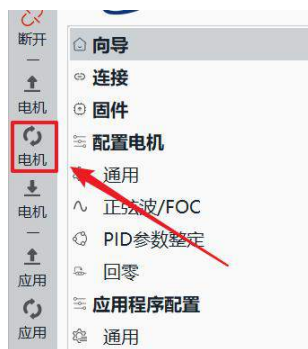 断开
电机
电机
电机
应用
应用
向导
连接
固件
配置电机
通用
正弦波/FOC
PID参数整定
回零
应用程序配置
通用